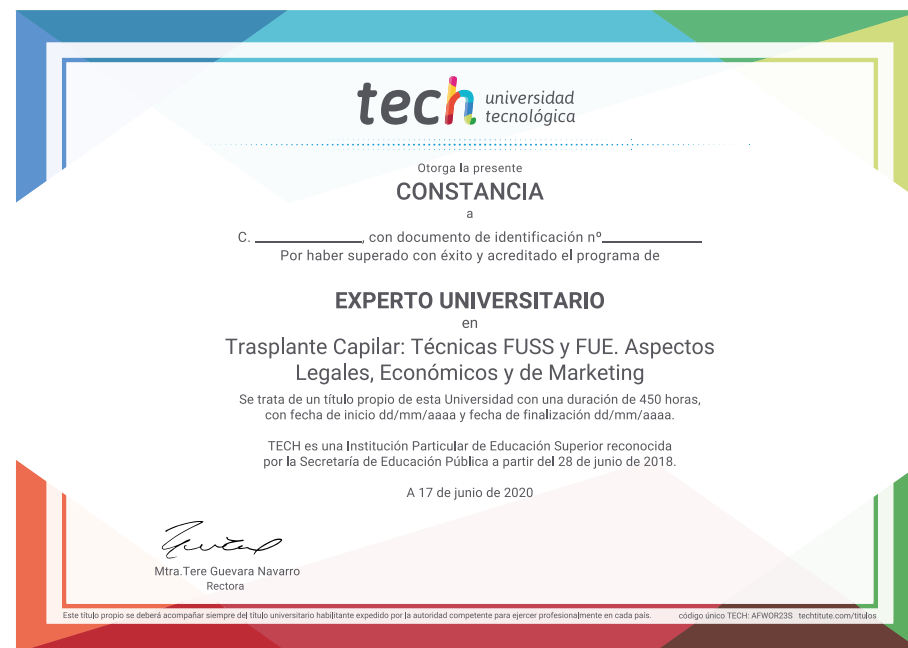 tech universidad
tecnológica
Otorga la presente
CONSTANCIA
a
C. ____________, con documento de identificación nº____________
Por haber superado con éxito y acreditado el programa de
EXPERTO UNIVERSITARIO
en
Trasplante Capilar: Técnicas FUSS y FUE. Aspectos
Legales, Económicos y de Marketing
Se trata de un título propio de esta Universidad con una duración de 450 horas,
con fecha de inicio dd/mm/aaaa y fecha de finalización dd/mm/aaaa.
TECH es una Institución Particular de Educación Superior reconocida
por la Secretaría de Educación Pública a partir del 28 de junio de 2018.
A 17 de junio de 2020
Mtra.Tere Guevara Navarro
Rectora
Este título propio se deberá acompañar siempre del título universitario habilitante expedido por la autoridad competente para ejercer profesionalmente en cada país. código único TECH: AFWOR23S techtitute.com/titulos